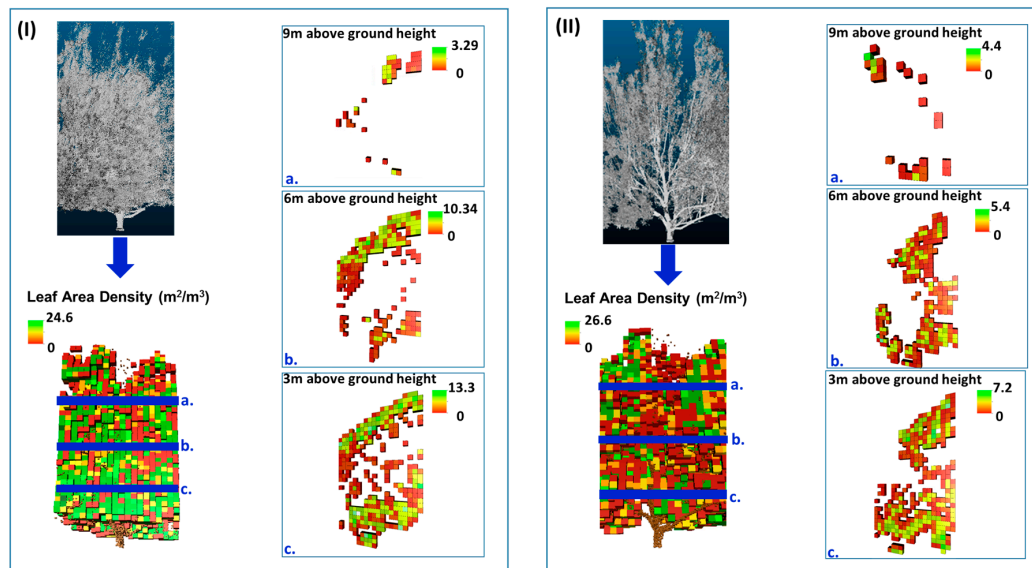 (I)
9m above ground height
3.29
0
a.
6m above ground height
10.34
0
b.
3m above ground height
13.3
0
c.
Leaf Area Density (m²/m³)
24.6
0
a.
b.
c.
(II)
9m above ground height
4.4
0
a.
6m above ground height
5.4
0
b.
3m above ground height
7.2
0
c.
Leaf Area Density (m²/m³)
26.6
0
a.
b.
c.